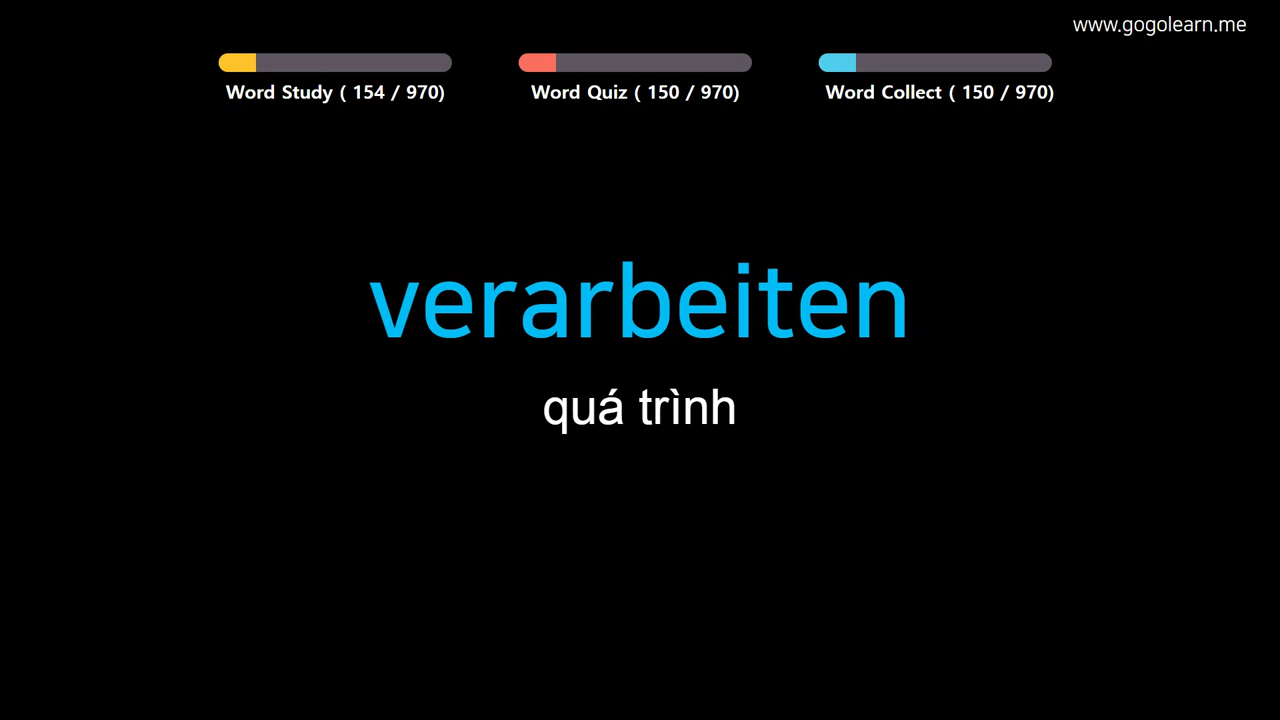 www.gogolearn.me
Word Study ( 154 / 970)
Word Quiz ( 150 / 970)
Word Collect ( 150 / 970)
verarbeiten
quá trình